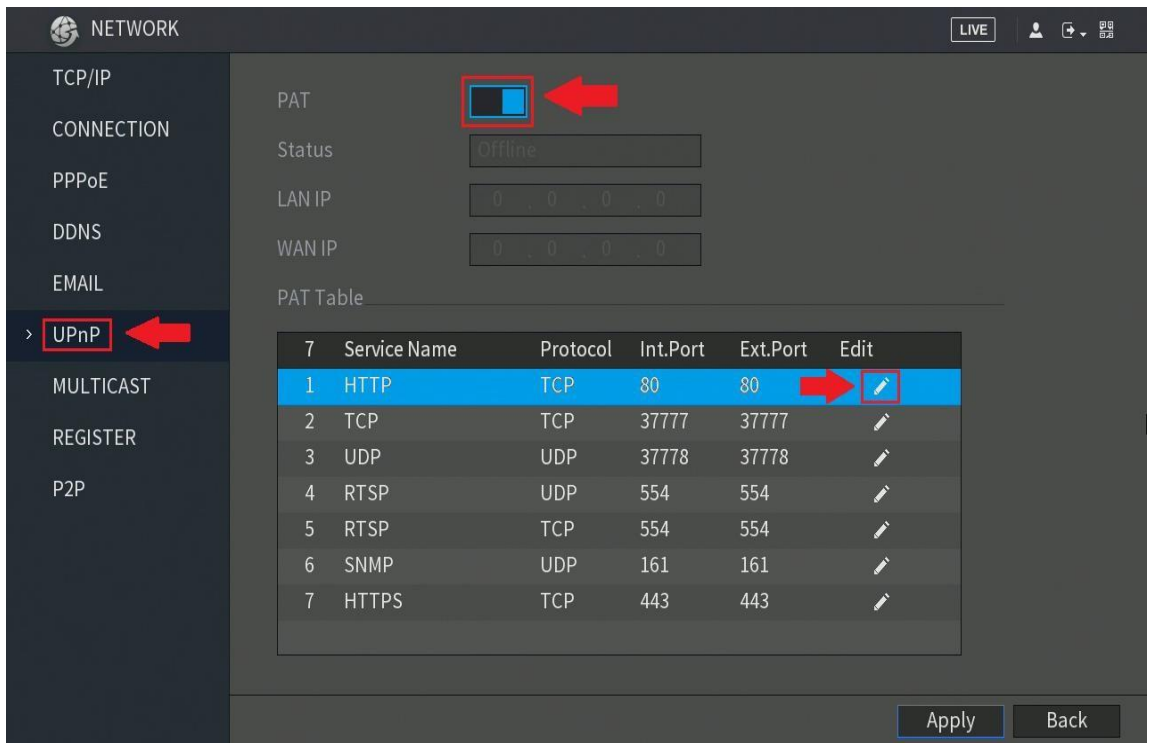 NETWORK LIVE
TCP/IP
CONNECTION
PPPoE
DDNS
EMAIL
UPnP
MULTICAST
REGISTER
P2P
PAT
Status Offline
LAN IP 0 . 0 . 0 . 0
WAN IP 0 . 0 . 0 . 0
PAT Table
7 Service Name Protocol Int.Port Ext.Port Edit
1 HTTP TCP 80 80
2 TCP TCP 37777 37777
3 UDP UDP 37778 37778
4 RTSP UDP 554 554
5 RTSP TCP 554 554
6 SNMP UDP 161 161
7 HTTPS TCP 443 443
Apply Back